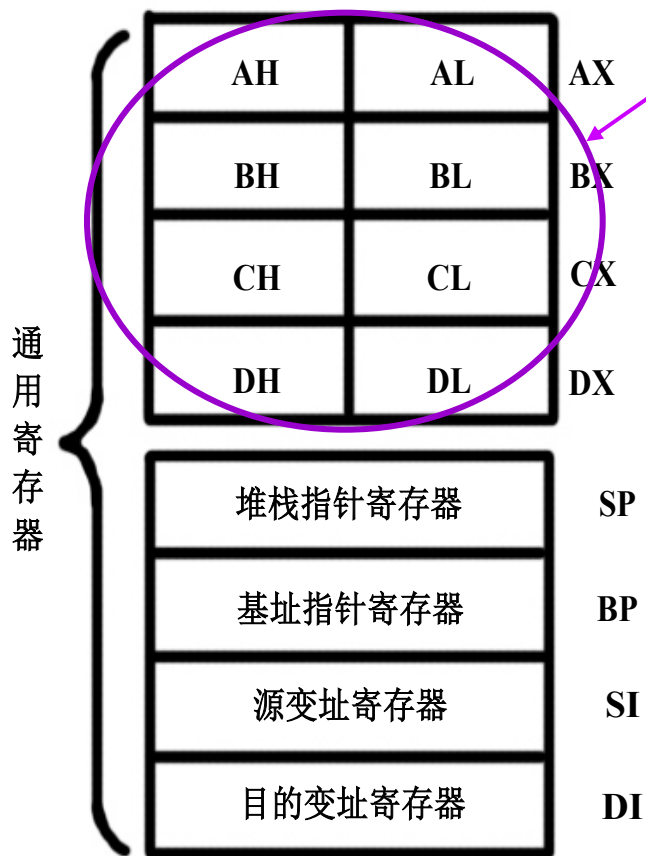 AH AL AX
BH BL BX
CH CL CX
DH DL DX
通用寄存器
堆栈指针寄存器 SP
基址指针寄存器 BP
源变址寄存器 SI
目的变址寄存器 DI